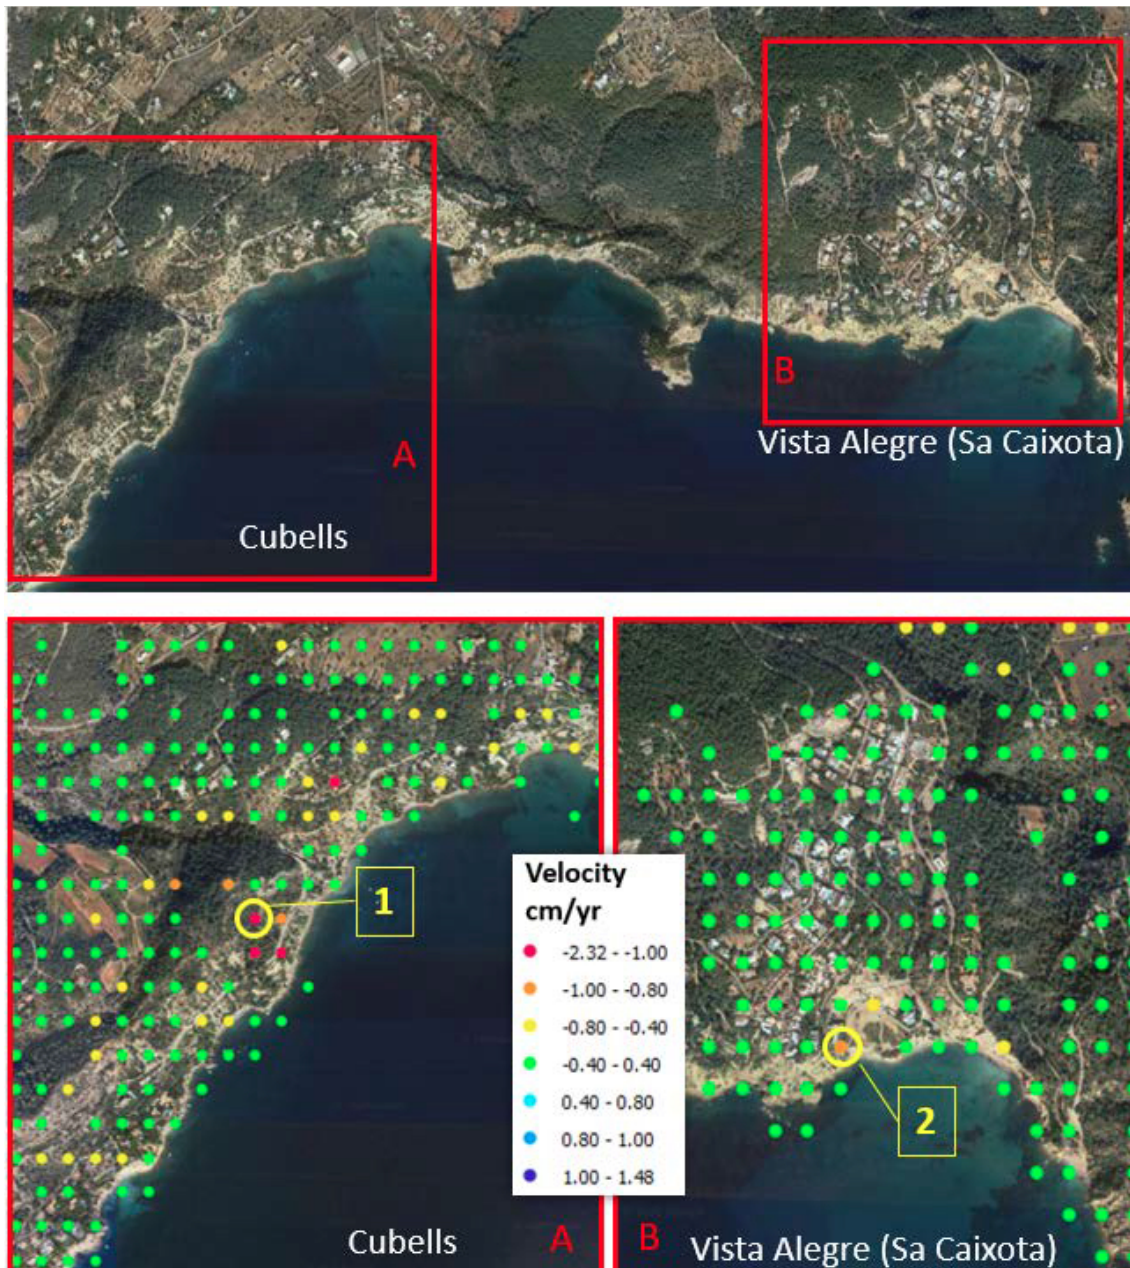 B
Vista Alegre (Sa Caixota)
A
Cubells
1
Velocity
cm/yr
-2.32 - -1.00
-1.00 - -0.80
-0.80 - -0.40
-0.40 - 0.40
0.40 - 0.80
0.80 - 1.00
1.00 - 1.48
2
Cubells
A
B
Vista Alegre (Sa Caixota)